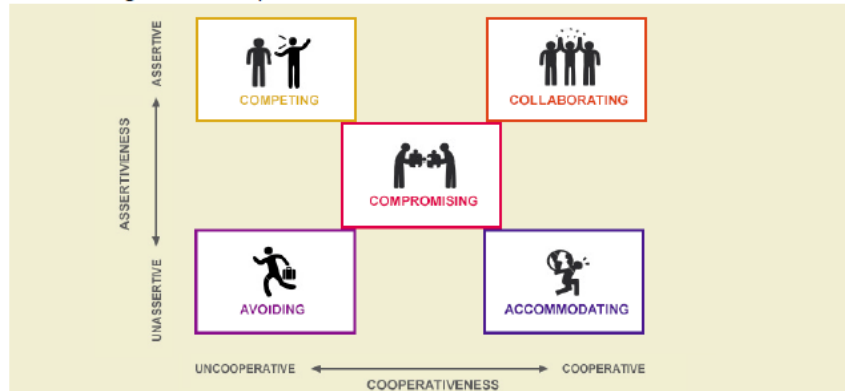 ASSERTIVE
COMPETING
COLLABORATING
ASSERTIVENESS
COMPROMISING
UNASSERTIVE
AVOIDING
ACCOMMODATING
UNCOOPERATIVE
COOPERATIVE
COOPERATIVENESS